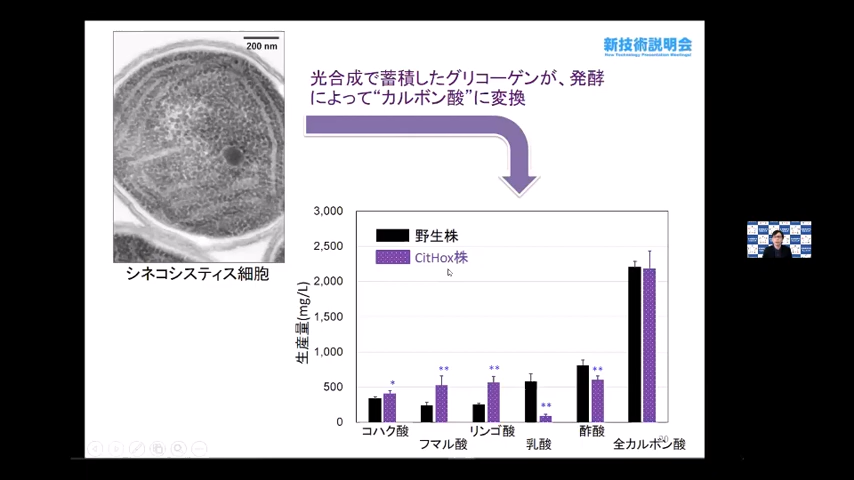 200 nm
新技術説明会
New Technology Presentation Meetings!
光合成で蓄積したグリコーゲンが、発酵
によって“カルボン酸”に変換
シネコシスティス細胞
3,000
2,500
2,000
1,500
1,000
500
0
生産量(mg/L)
野生株
CitHox株
*
**
**
**
**
コハク酸
フマル酸
リンゴ酸
乳酸
酢酸
全カルボン酸